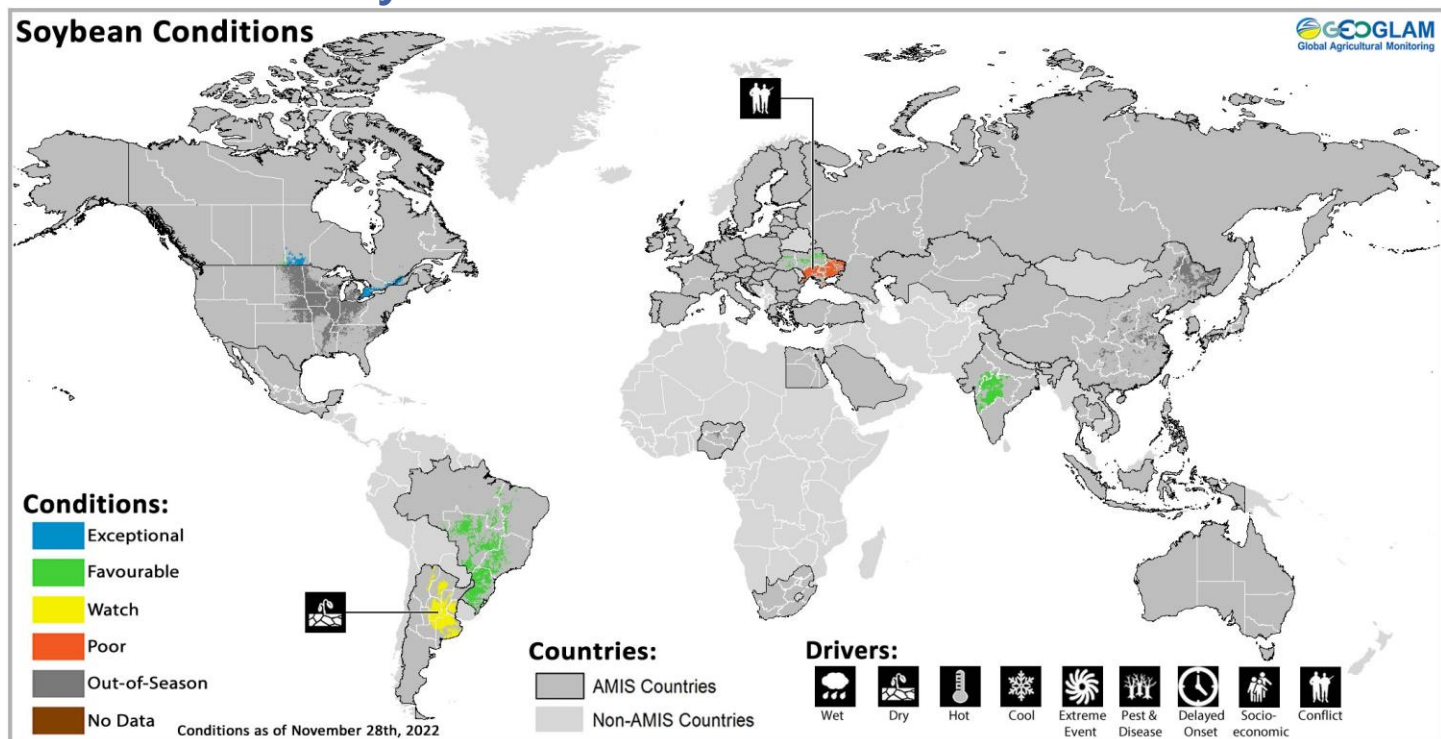 Soybean Conditions
GEOGLAM
Global Agricultural Monitoring
Conditions:
Exceptional
Favourable
Watch
Poor
Out-of-Season
No Data
Conditions as of November 28th, 2022
Countries:
AMIS Countries
Non-AMIS Countries
Drivers:
Wet
Dry
Hot
Cool
Extreme
Event
Pest &
Disease
Delayed
Onset
Socio-
economic
Conflict